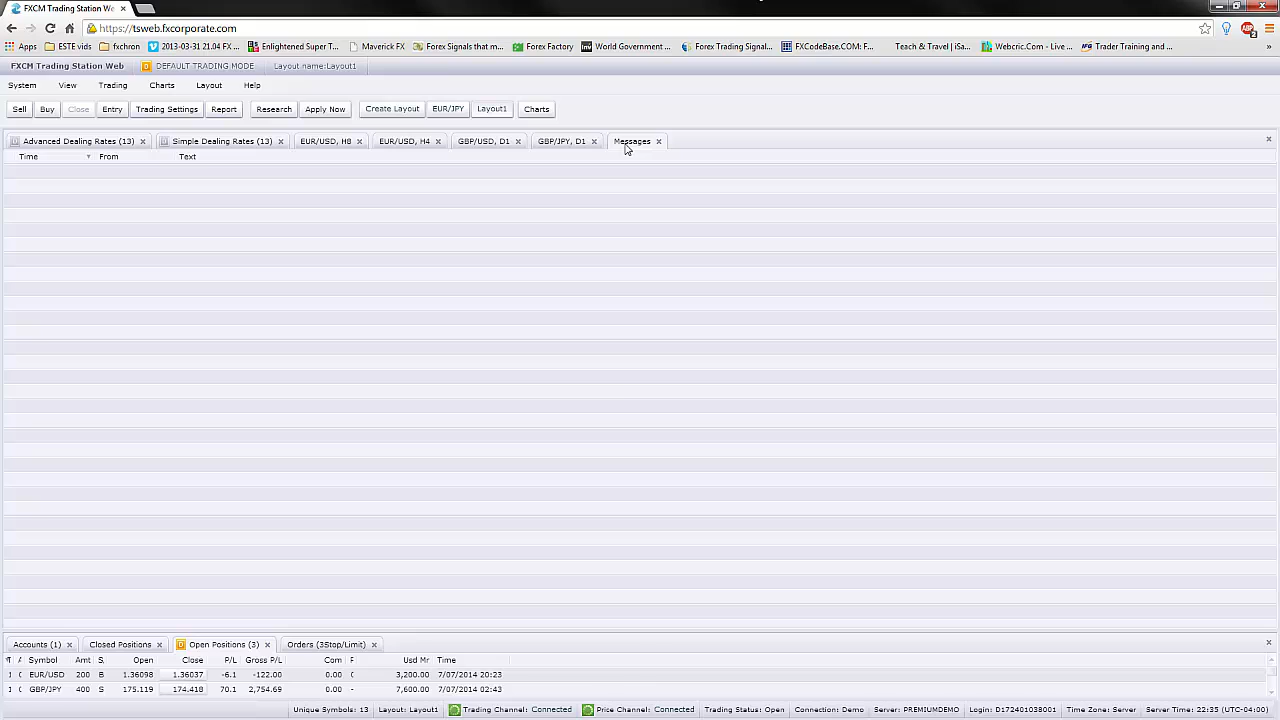 FXCM Trading Station We
https://tsweb.fxcorporate.com
Apps ESTE vids fxchron 2013-03-31 21.04 FX ... Enlightened Super T... Maverick FX Forex Signals that m... Forex Factory World Government ... Forex Trading Signal... FXCodeBase.COM: F... Teach & Travel | iSa... Webcric.Com - Live ... Trader Training and ... »
FXCM Trading Station Web DEFAULT TRADING MODE Layout name:Layout1
System View Trading Charts Layout Help
Sell Buy Close Entry Trading Settings Report Research Apply Now Create Layout EUR/JPY Layout1 Charts
Advanced Dealing Rates (13) Simple Dealing Rates (13) EUR/USD, H8 EUR/USD, H4 GBP/USD, D1 GBP/JPY, D1 Messages
Time From Text
Accounts (1) Closed Positions Open Positions (3) Orders (3Stop/Limit)
Symbol Amt S Open Close P/L Gross P/L Com Usd Mr Time
EUR/USD 200 B 1.36098 1.36037 -6.1 -122.00 0.00 C 3,200.00 7/07/2014 20:23
GBP/JPY 400 S 175.119 174.418 70.1 2,754.69 0.00 - 7,600.00 7/07/2014 02:43
Unique Symbols: 13 Layout: Layout1 Trading Channel: Connected Price Channel: Connected Trading Status: Open Connection: Demo Server: PREMIUMDEMO Login: D172401038001 Time Zone: Server Server Time: 22:35 (UTC-04:00)